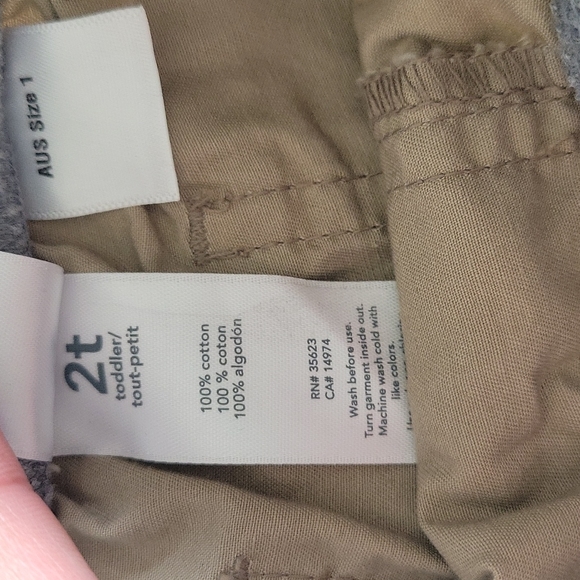 AUS Size 1
2t
toddler/
tout-petit
100% cotton
100 % coton
100% algodón
RN# 35623
CA# 14974
Wash before use.
Turn garment inside out.
Machine wash cold with
like colors.